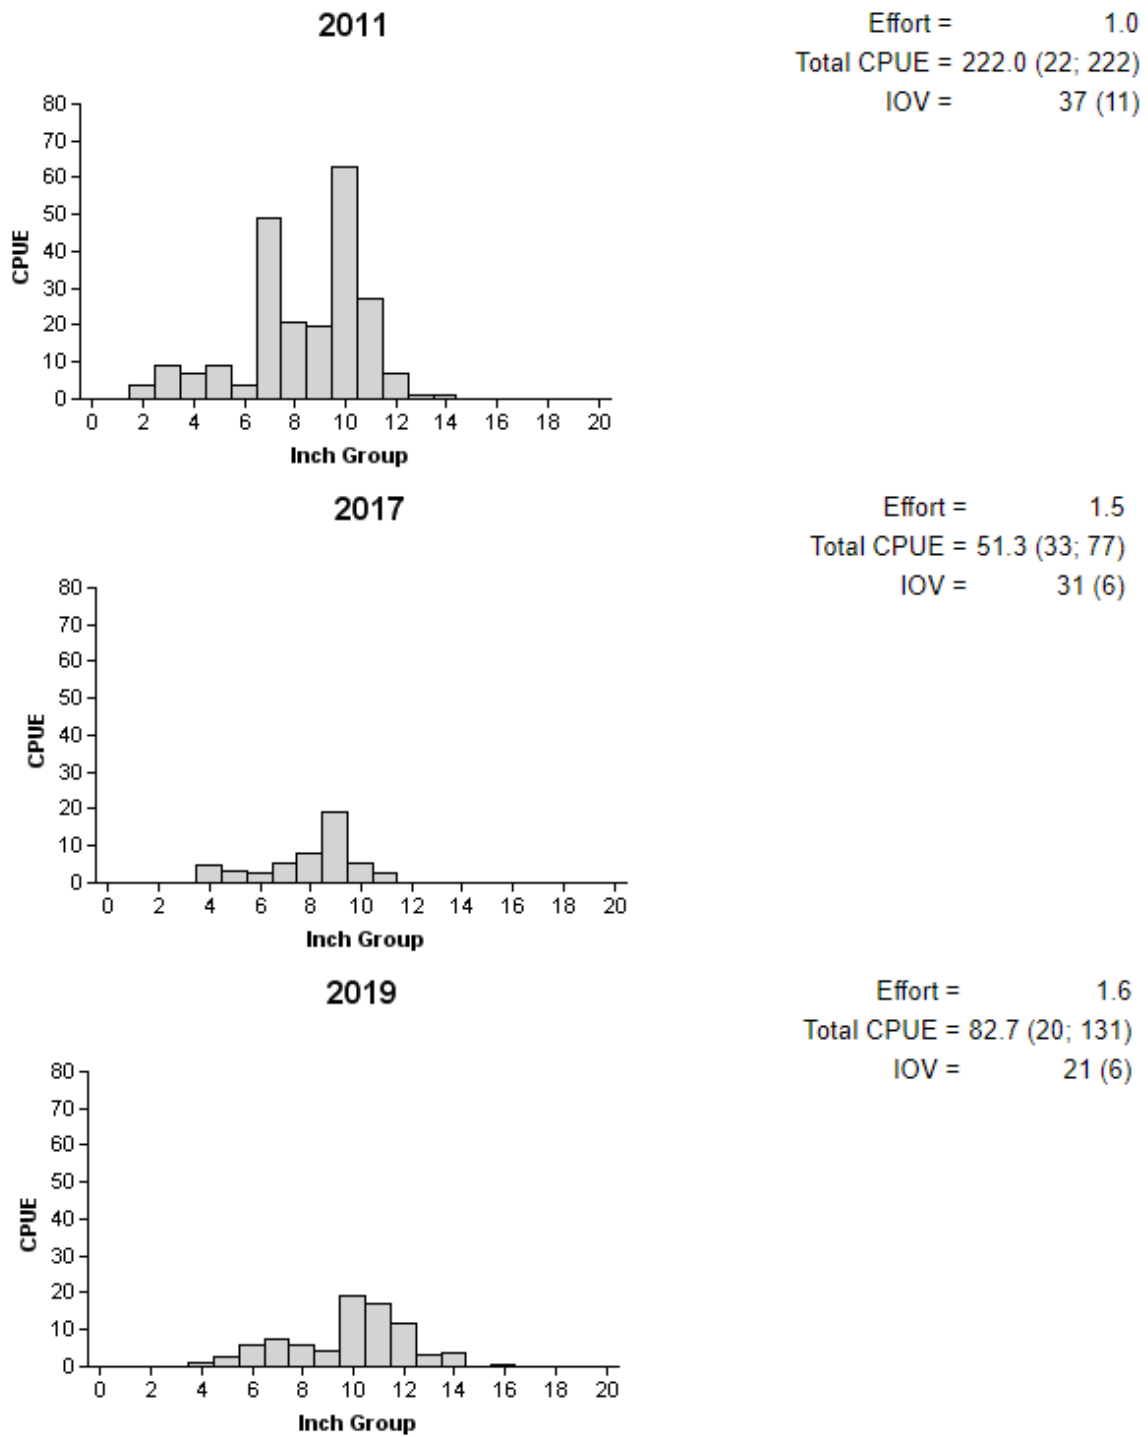 2011
Effort = 1.0
Total CPUE = 222.0 (22; 222)
IOV = 37 (11)
80
70
60
50
40
30
20
10
0
CPUE
0 2 4 6 8 10 12 14 16 18 20
Inch Group
2017
Effort = 1.5
Total CPUE = 51.3 (33; 77)
IOV = 31 (6)
80
70
60
50
40
30
20
10
0
CPUE
0 2 4 6 8 10 12 14 16 18 20
Inch Group
2019
Effort = 1.6
Total CPUE = 82.7 (20; 131)
IOV = 21 (6)
80
70
60
50
40
30
20
10
0
CPUE
0 2 4 6 8 10 12 14 16 18 20
Inch Group